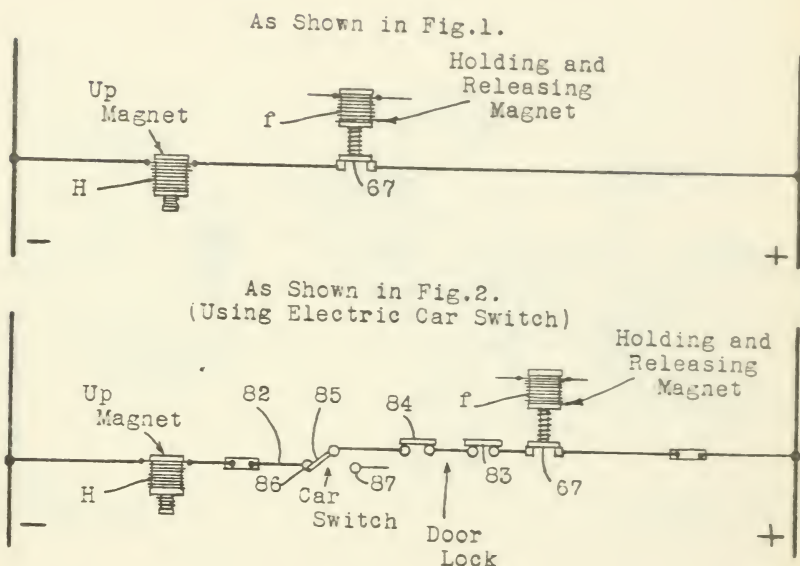 As Shown in Fig.1.
Up
Magnet
Holding and
Releasing
Magnet
f
H
67
-
+
As Shown in Fig.2.
(Using Electric Car Switch)
Up
Magnet
82
85
84
f
Holding and
Releasing
Magnet
H
86
Car
Switch
87
83
67
Door
Lock
-
+